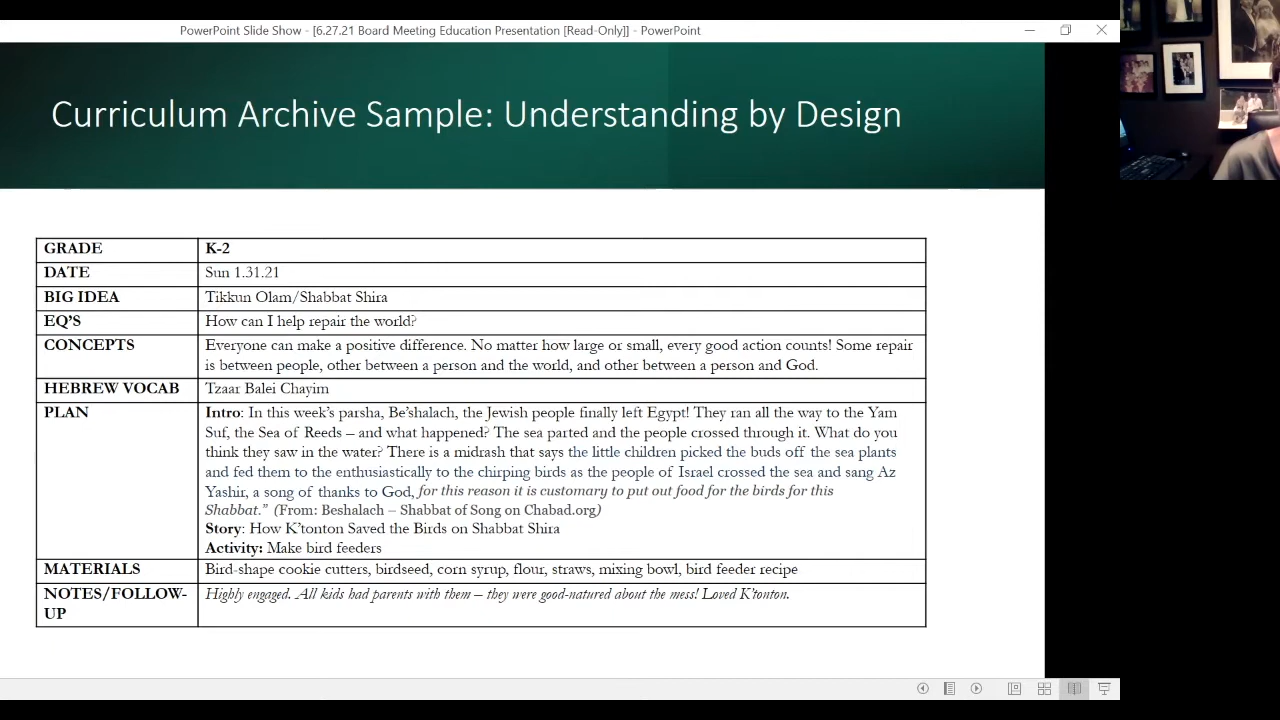 PowerPoint Slide Show - [6.27.21 Board Meeting Education Presentation [Read-Only]] - PowerPoint
Curriculum Archive Sample: Understanding by Design
GRADE K-2
DATE Sun 1.31.21
BIG IDEA Tikkun Olam/Shabbat Shira
EQ'S How can I help repair the world?
CONCEPTS Everyone can make a positive difference. No matter how large or small, every good action counts! Some repair
is between people, other between a person and the world, and other between a person and God.
HEBREW VOCAB Tzaar Balei Chayim
PLAN Intro: In this week's parsha, Be'shalach, the Jewish people finally left Egypt! They ran all the way to the Yam
Suf, the Sea of Reeds – and what happened? The sea parted and the people crossed through it. What do you
think they saw in the water? There is a midrash that says the little children picked the buds off the sea plants
and fed them to the enthusiastically to the chirping birds as the people of Israel crossed the sea and sang Az
Yashir, a song of thanks to God, for this reason it is customary to put out food for the birds for this
Shabbat." (From: Beshalach – Shabbat of Song on Chabad.org)
Story: How K'tonton Saved the Birds on Shabbat Shira
Activity: Make bird feeders
MATERIALS Bird-shape cookie cutters, birdseed, corn syrup, flour, straws, mixing bowl, bird feeder recipe
NOTES/FOLLOW- Highly engaged. All kids had parents with them – they were good-natured about the mess! Loved K'tonton.
UP